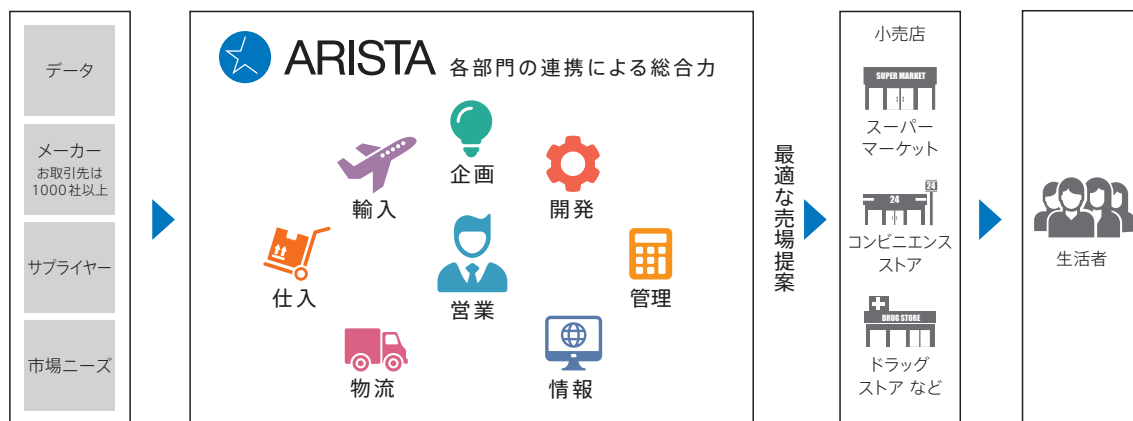 データ
メーカー
お取引先は
1000社以上
サプライヤー
市場ニーズ
ARISTA 各部門の連携による総合力
企画
輸入
開発
仕入
営業
管理
物流
情報
最適な売場提案
小売店
SUPER MARKET
スーパー
マーケット
24
24
コンビニエンス
ストア
DRUG STORE
ドラッグ
ストア など
生活者